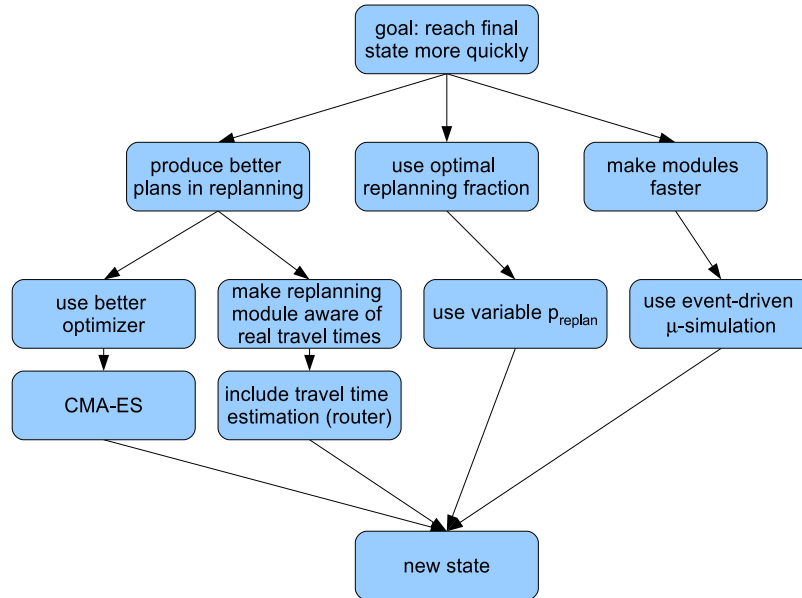 goal: reach final
state more quickly
produce better
plans in replanning
use optimal
replanning fraction
make modules
faster
use better
optimizer
make replanning
module aware of
real travel times
use variable p_replan
use event-driven
μ-simulation
CMA-ES
include travel time
estimation (router)
new state